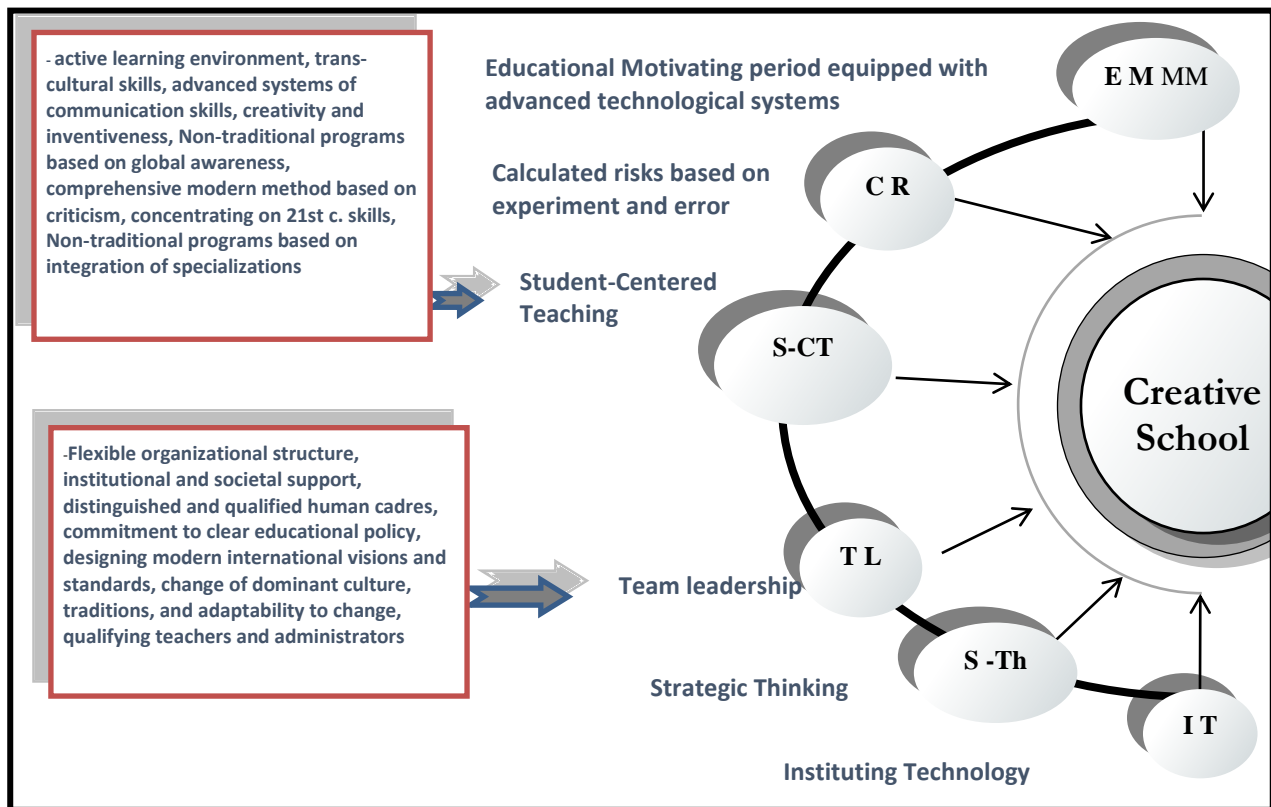 - active learning environment, trans-
cultural skills, advanced systems of
communication skills, creativity and
inventiveness, Non-traditional programs
based on global awareness,
comprehensive modern method based on
criticism, concentrating on 21st c. skills,
Non-traditional programs based on
integration of specializations
Educational Motivating period equipped with
advanced technological systems
E M MM
Calculated risks based on
experiment and error
C R
Student-Centered
Teaching
S-CT
Creative
School
-Flexible organizational structure,
institutional and societal support,
distinguished and qualified human cadres,
commitment to clear educational policy,
designing modern international visions and
standards, change of dominant culture,
traditions, and adaptability to change,
qualifying teachers and administrators
Team leadership
T L
Strategic Thinking
S -Th
Instituting Technology
I T